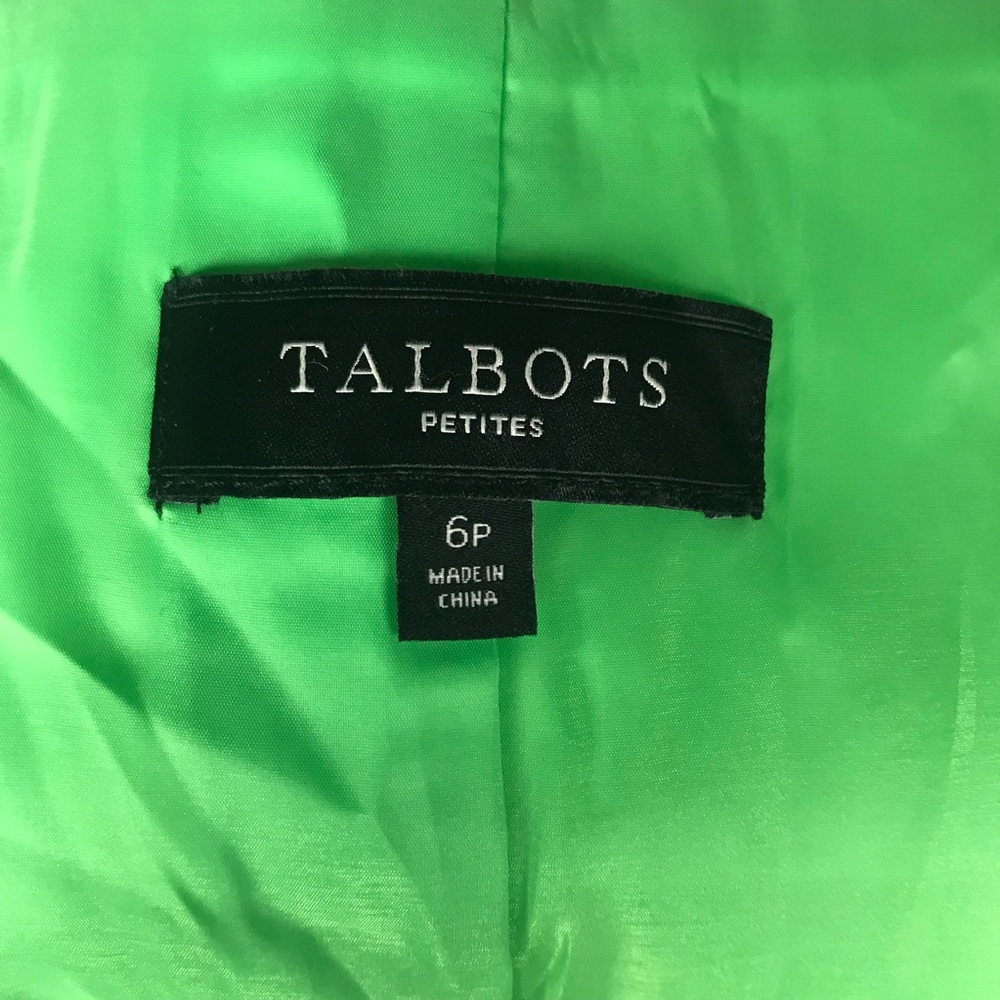 TALBOTS
PETITES
6P
MADE IN
CHINA